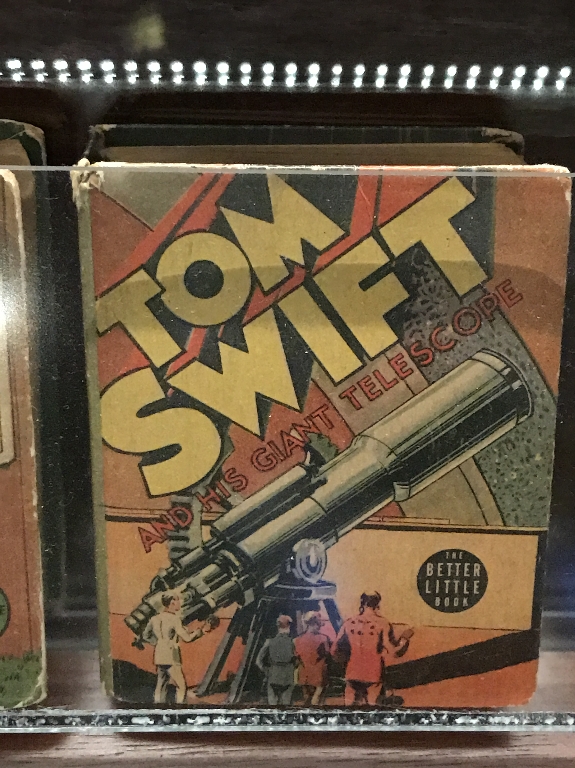 TOM
SWIFT
AND HIS GIANT TELESCOPE
THE
BETTER
LITTLE
BOOK